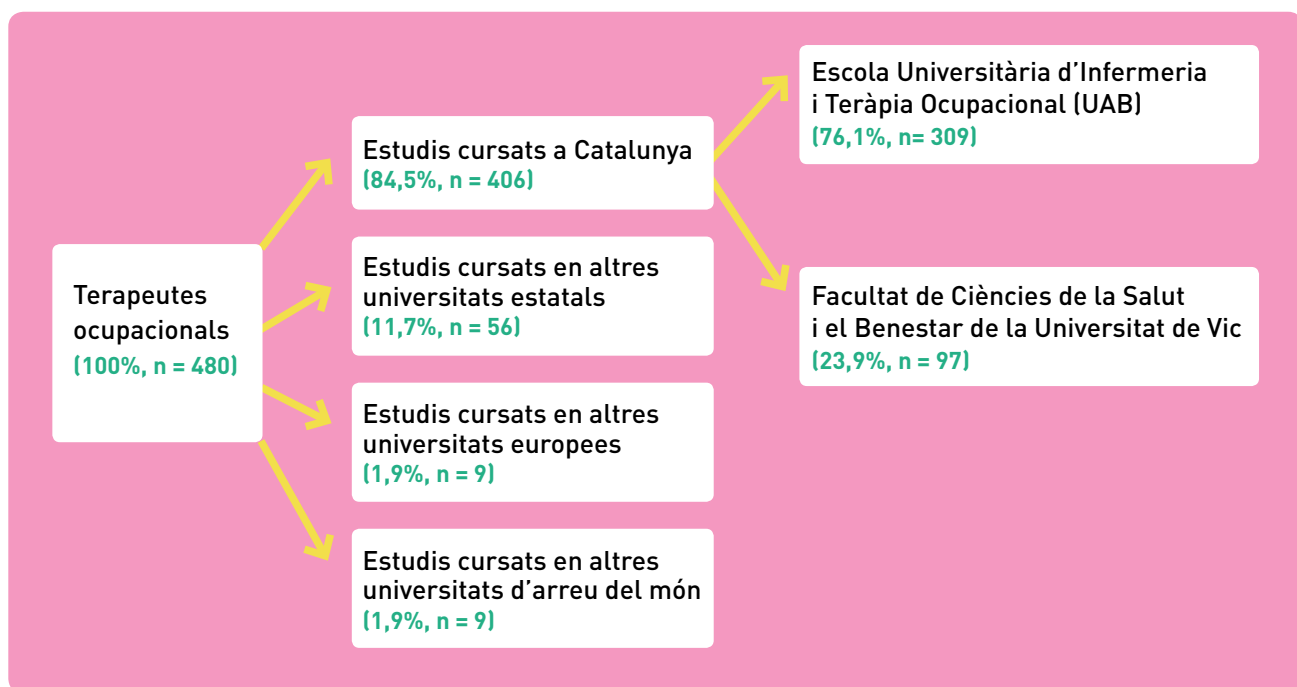 Terapeutes
ocupacionals
(100%, n = 480)
Estudis cursats a Catalunya
(84,5%, n = 406)
Estudis cursats en altres
universitats estatals
(11,7%, n = 56)
Estudis cursats en altres
universitats europees
(1,9%, n = 9)
Estudis cursats en altres
universitats d’arreu del món
(1,9%, n = 9)
Escola Universitària d’Infermeria
i Teràpia Ocupacional (UAB)
(76,1%, n= 309)
Facultat de Ciències de la Salut
i el Benestar de la Universitat de Vic
(23,9%, n = 97)